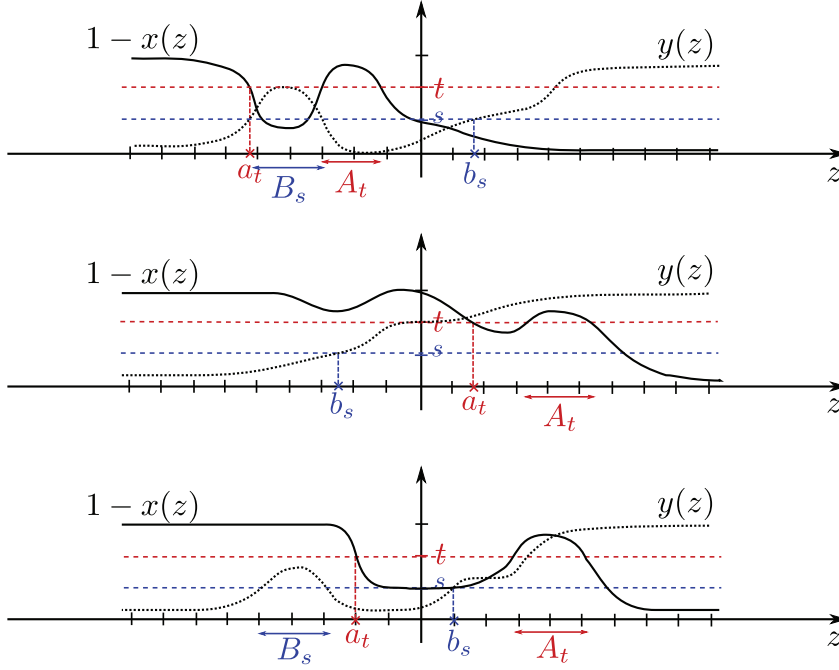 1 − x(z) y(z)
t
s
a_t B_s A_t b_s z
1 − x(z) y(z)
t
s
b_s a_t A_t z
1 − x(z) y(z)
t
s
B_s a_t b_s A_t z